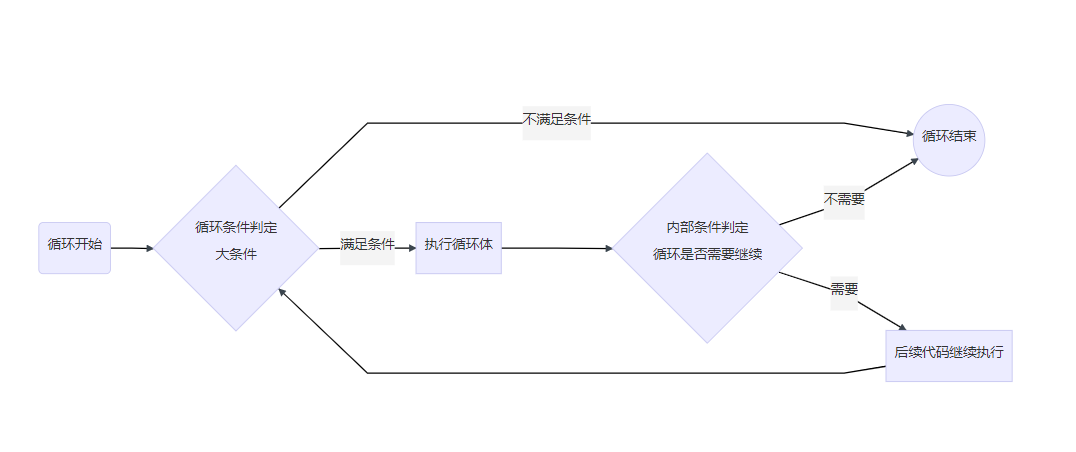 不满足条件
循环结束
循环开始
循环条件判定
大条件
满足条件
执行循环体
内部条件判定
循环是否需要继续
不需要
需要
后续代码继续执行